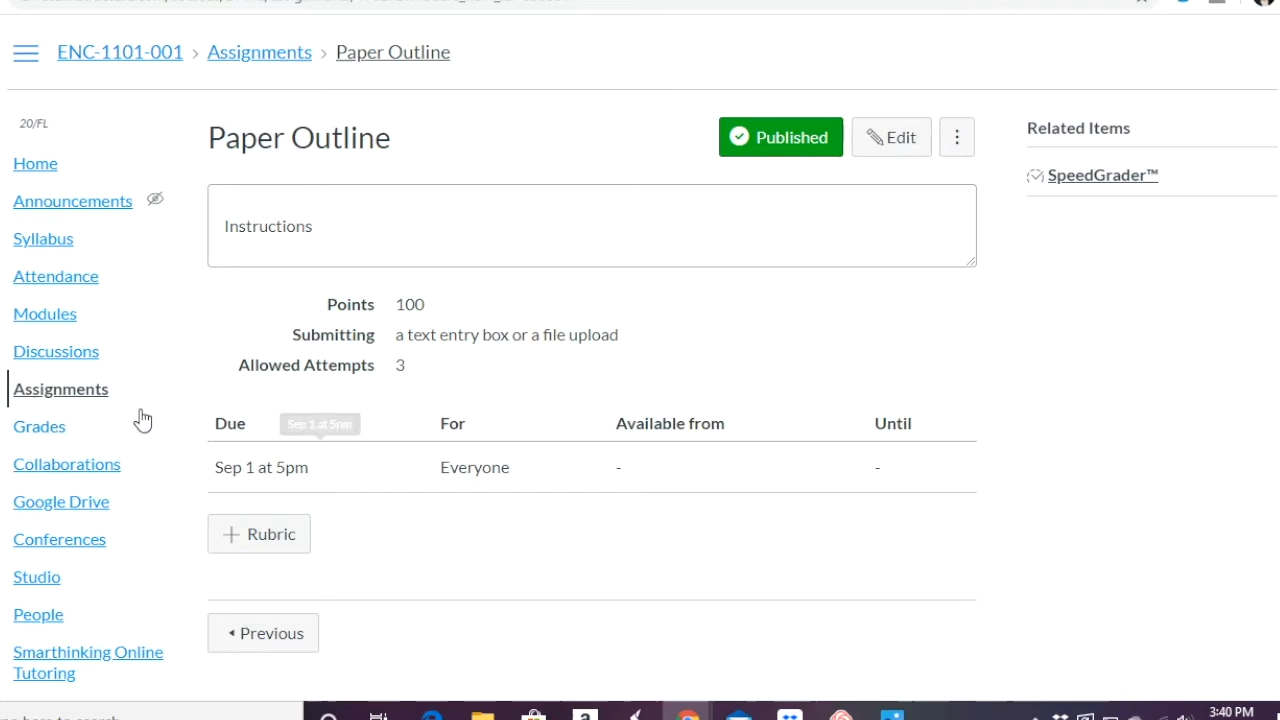 ENC-1101-001 › Assignments › Paper Outline
20/FL
Home
Announcements
Syllabus
Attendance
Modules
Discussions
Assignments
Grades
Collaborations
Google Drive
Conferences
Studio
People
Smarthinking Online
Tutoring
Paper Outline
Published
Edit
Instructions
Points 100
Submitting a text entry box or a file upload
Allowed Attempts 3
Due Sep 1 at 5pm For Available from Until
Sep 1 at 5pm Everyone - -
+ Rubric
Previous
Related Items
SpeedGrader™
3:40 PM